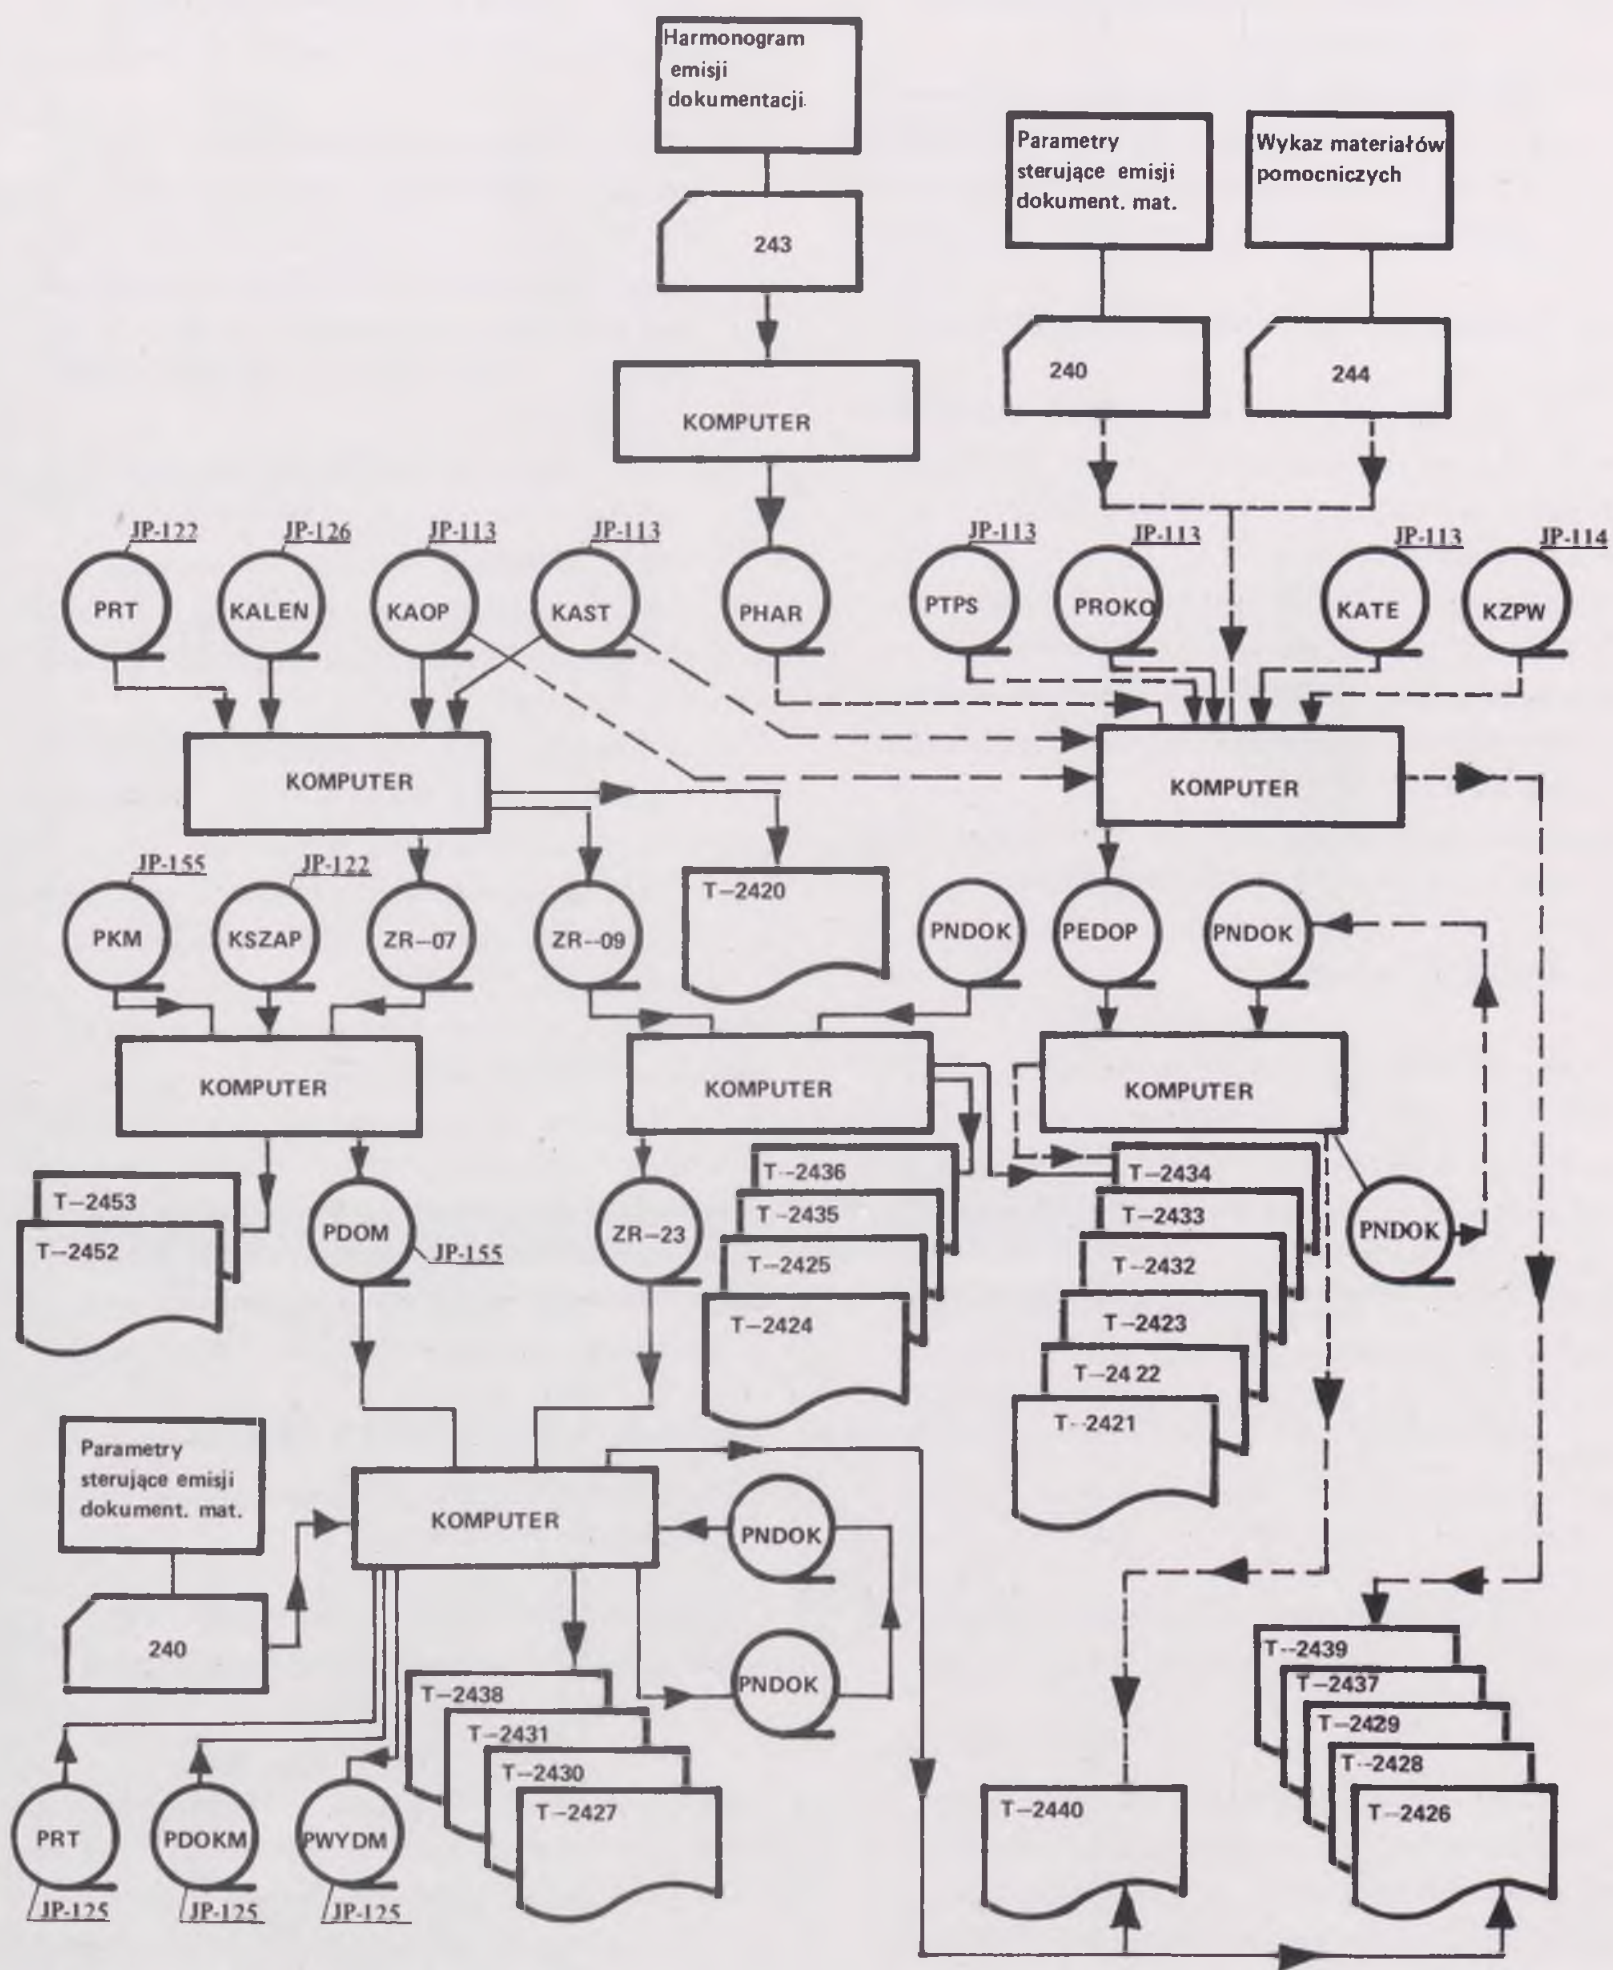 Harmonogram
emisji
dokumentacji
243
KOMPUTER
Parametry
sterujące emisji
dokument. mat.
Wykaz materiałów
pomocniczych
240
244
JP-122
JP-126
JP-113
JP-113
JP-113
JP-113
JP-113
JP-114
PRT
KALEN
KAOP
KAST
PHAR
PTPS
PROKO
KATE
KZPW
KOMPUTER
KOMPUTER
JP-155
JP-122
PKM
KSZAP
ZR-07
ZR-09
T-2420
PNDOK
PEDOP
PNDOK
KOMPUTER
KOMPUTER
KOMPUTER
T-2453
T-2452
PDOM
JP-155
ZR-23
T-2436
T-2435
T-2425
T-2424
T-2434
T-2433
T-2432
T-2423
T-2422
T-2421
PNDOK
Parametry
sterujące emisji
dokument. mat.
240
KOMPUTER
PNDOK
PNDOK
T-2438
T-2431
T-2430
T-2427
T-2440
T-2439
T-2437
T-2429
T-2428
T-2426
PRT
PDOKM
PWYDM
JP-125
JP-125
JP-125